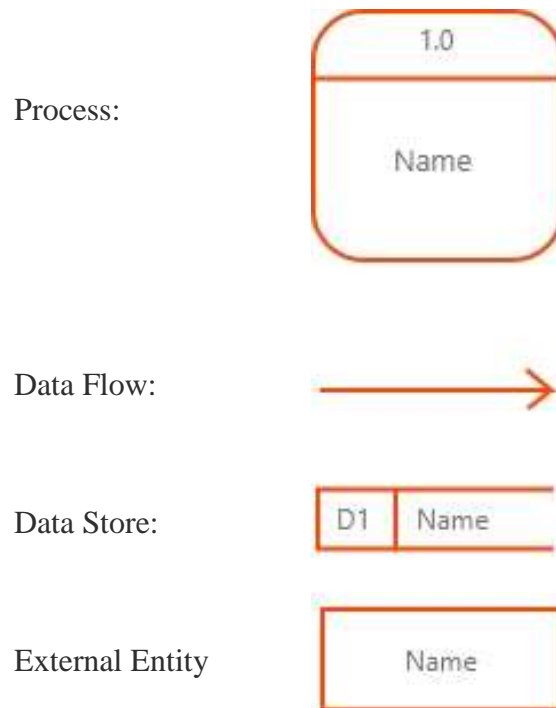 1.0
Process:
Name
Data Flow:
Data Store:
D1 Name
External Entity
Name